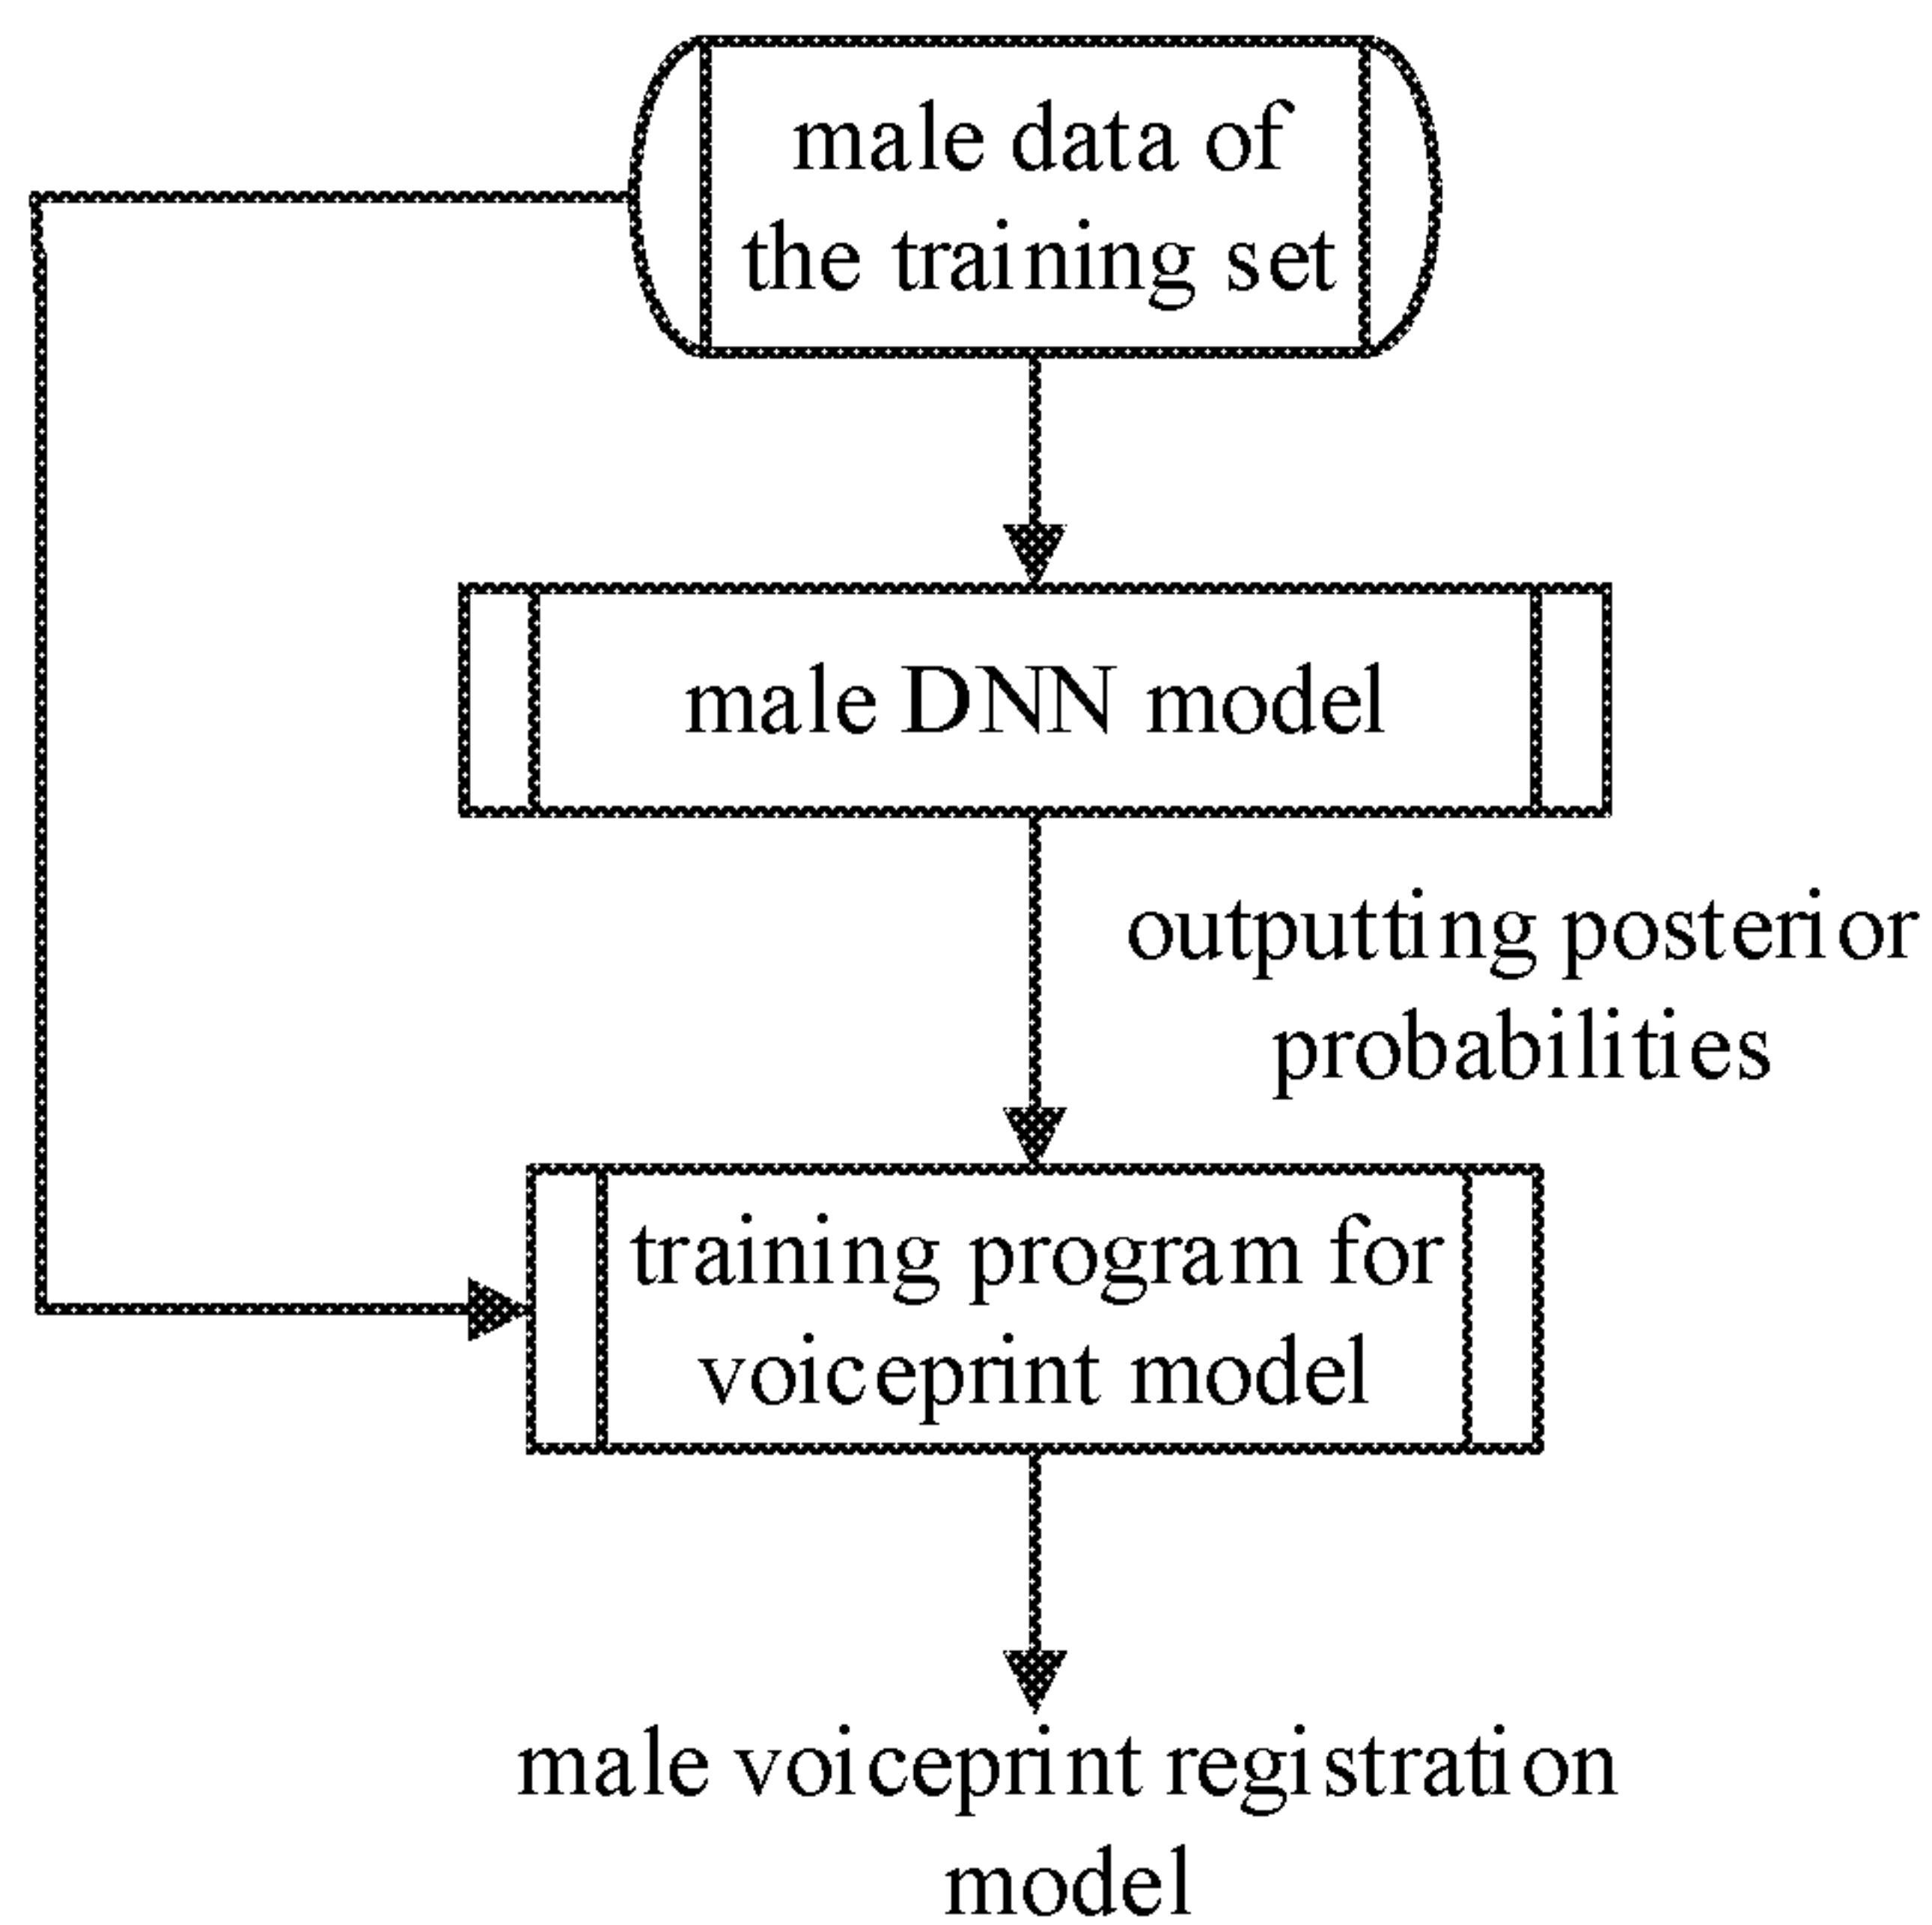 male data of
the training set
male DNN model
outputting posterior
probabilities
training program for
voiceprint model
male voiceprint registration
model